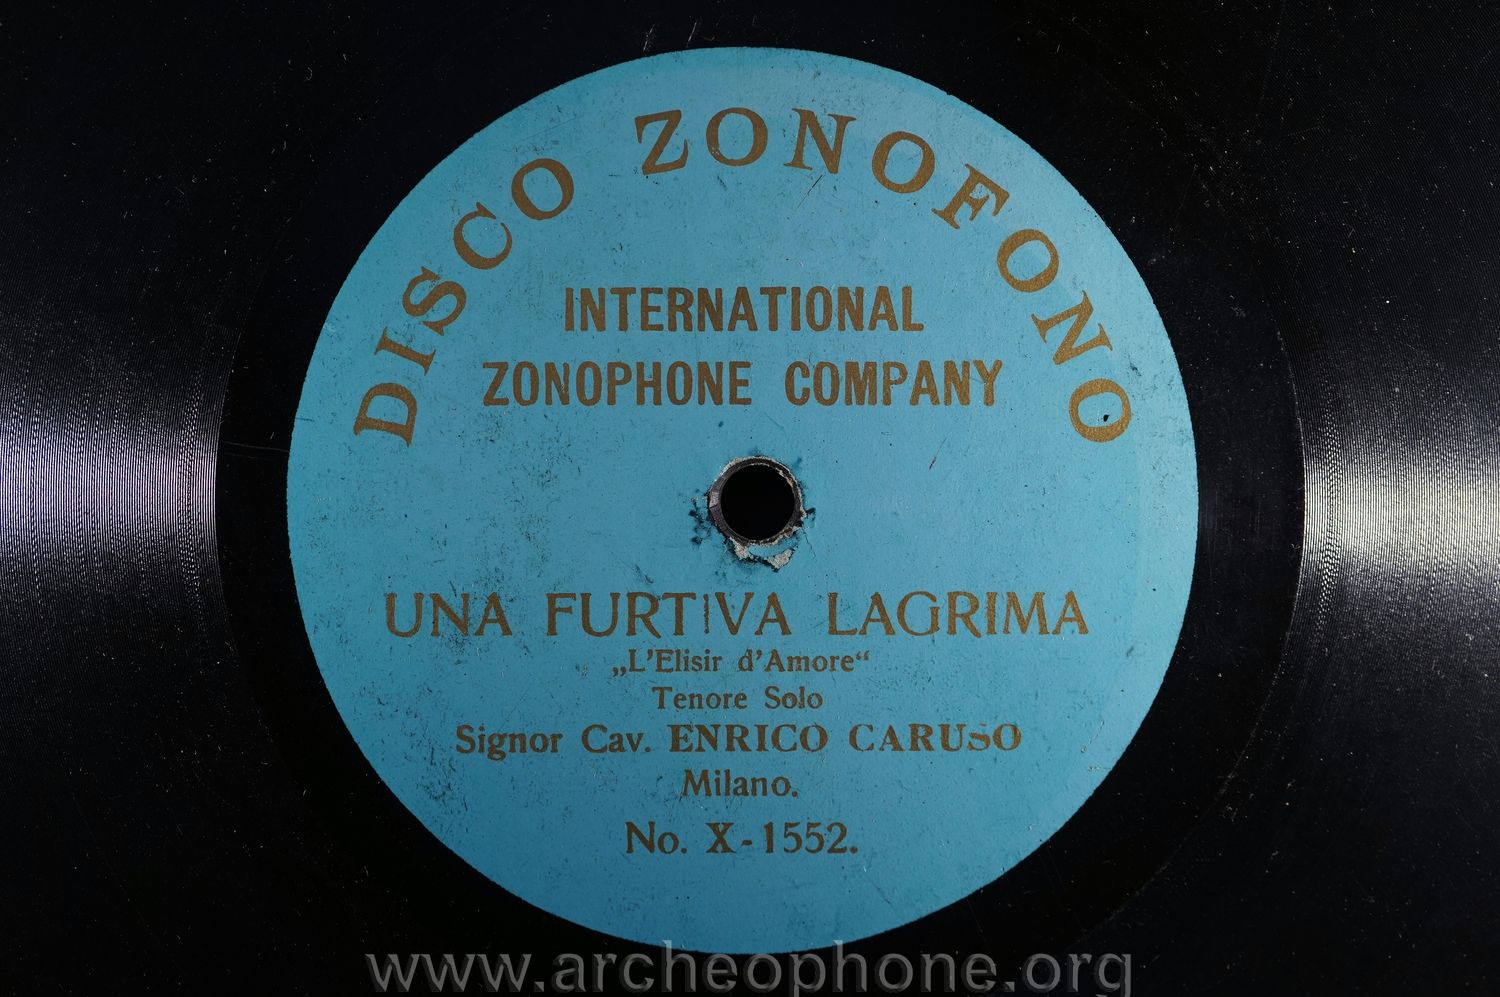 DISCO ZONOFONO
INTERNATIONAL
ZONOPHONE COMPANY
UNA FURTIVA LAGRIMA
„L'Elisir d'Amore“
Tenore Solo
Signor Cav. ENRICO CARUSO
Milano.
No. X-1552.
www.archeophone.org